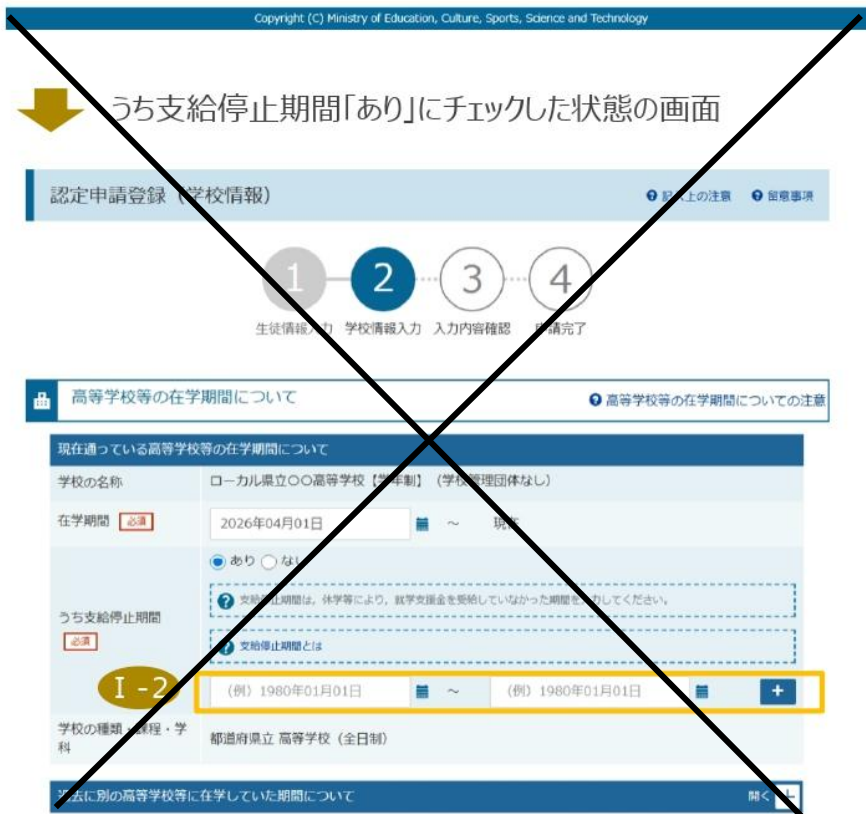 Copyright (C) Ministry of Education, Culture, Sports, Science and Technology
うち支給停止期間「あり」にチェックした状態の画面
認定申請登録（学校情報）
記入上の注意 留意事項
1 2 3 4
生徒情報入力 学校情報入力 入力内容確認 申請完了
高等学校等の在学期間について
高等学校等の在学期間についての注意
現在通っている高等学校等の在学期間について
学校の名称 ローカル県立〇〇高等学校【学年制】（学校管理団体なし）
在学期間 必須 2026年04月01日 ～ 現在
あり なし
支給停止期間は，休学等により，就学支援金を受給していなかった期間を入力してください。
うち支給停止期間
必須
支給停止期間とは
Ⅰ-2 （例）1980年01月01日 ～ （例）1980年01月01日 +
学校の種類・課程・学科 都道府県立 高等学校（全日制）
過去に別の高等学校等に在学していた期間について 開く +